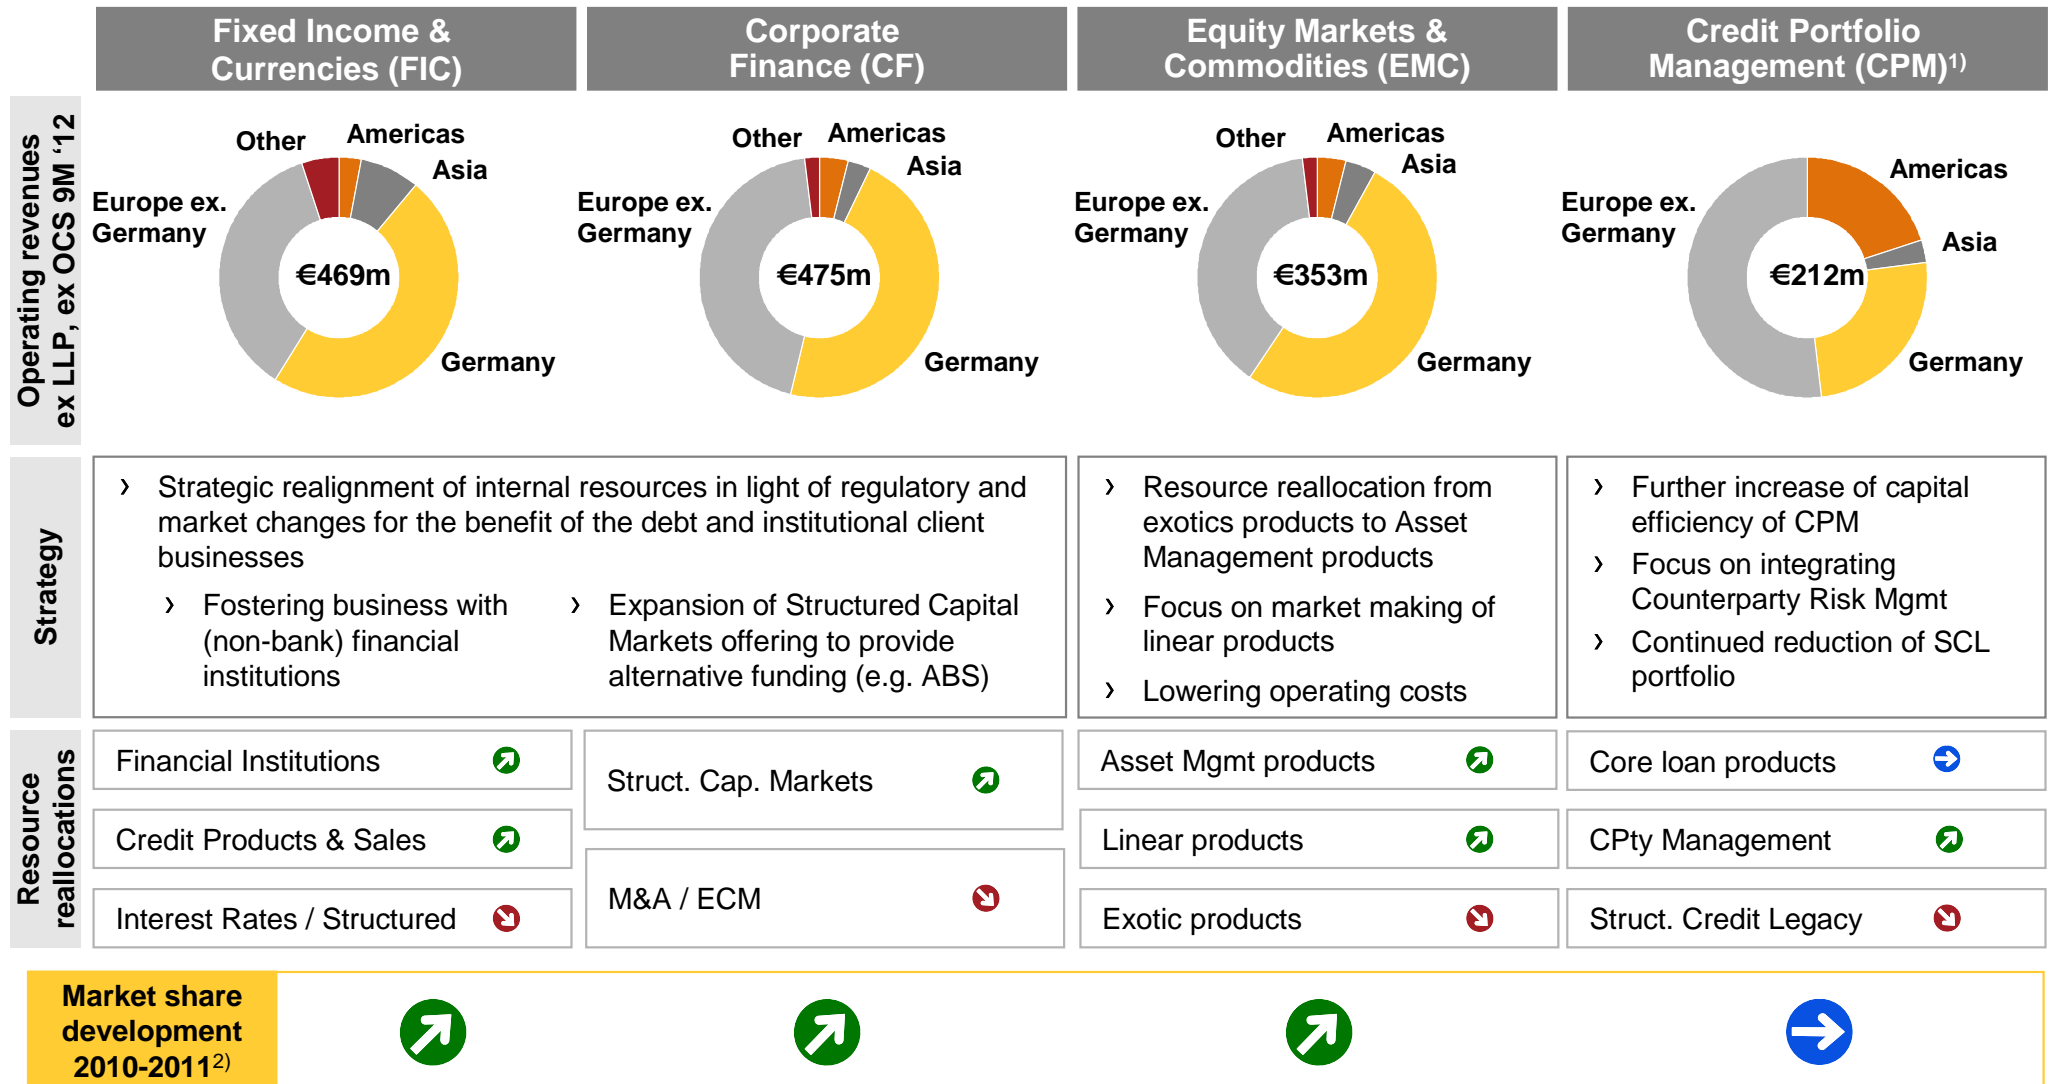 Fixed Income &
Currencies (FIC)
Corporate
Finance (CF)
Equity Markets &
Commodities (EMC)
Credit Portfolio
Management (CPM)1)
Operating revenues
ex LLP, ex OCS 9M ‘12
Other
Americas
Asia
Europe ex.
Germany
€469m
Germany
Other
Americas
Asia
Europe ex.
Germany
€475m
Germany
Other
Americas
Asia
Europe ex.
Germany
€353m
Germany
Americas
Europe ex.
Germany
Asia
€212m
Germany
Strategy
› Strategic realignment of internal resources in light of regulatory and
market changes for the benefit of the debt and institutional client
businesses
› Fostering business with
(non-bank) financial
institutions
› Expansion of Structured Capital
Markets offering to provide
alternative funding (e.g. ABS)
› Resource reallocation from
exotics products to Asset
Management products
› Focus on market making of
linear products
› Lowering operating costs
› Further increase of capital
efficiency of CPM
› Focus on integrating
Counterparty Risk Mgmt
› Continued reduction of SCL
portfolio
Resource
reallocations
Financial Institutions
Credit Products & Sales
Interest Rates / Structured
Struct. Cap. Markets
M&A / ECM
Asset Mgmt products
Linear products
Exotic products
Core loan products
CPty Management
Struct. Credit Legacy
Market share
development
2010-20112)